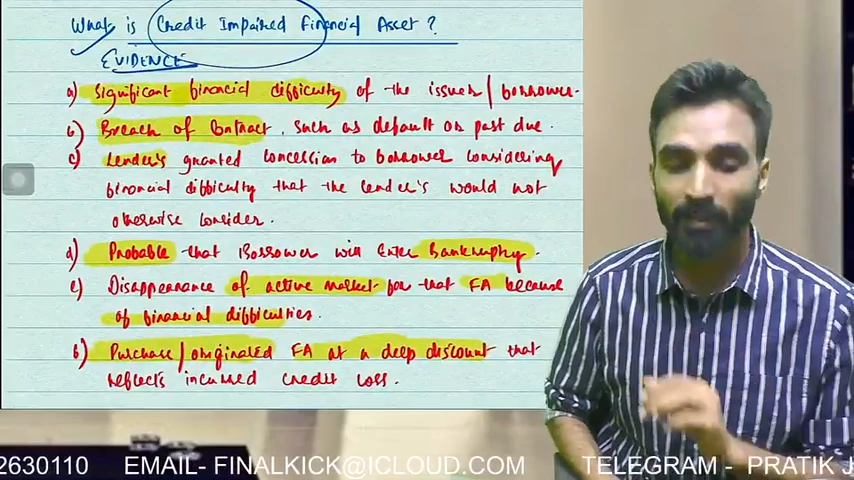 What is Credit Impaired Financial Asset?
EVIDENCE
a) Significant financial difficulty of the issuer / borrower.
b) Breach of Contract, such as default or past due.
c) Lender's granted concession to borrower considering
financial difficulty that the lender's would not
otherwise consider.
d) Probable that Borrower will enter Bankruptcy.
e) Disappearance of active market for that FA because
of financial difficulties.
f) Purchase / originated FA at a deep discount that
reflects incurred credit loss.
2630110 EMAIL- FINALKICK@ICLOUD.COM TELEGRAM - PRATIK J